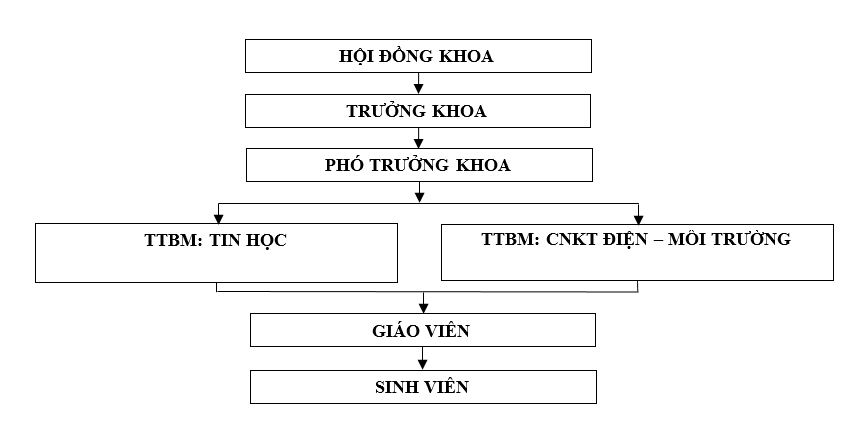 HỘI ĐỒNG KHOA
TRƯỞNG KHOA
PHÓ TRƯỞNG KHOA
TTBM: TIN HỌC
TTBM: CNKT ĐIỆN – MÔI TRƯỜNG
GIÁO VIÊN
SINH VIÊN